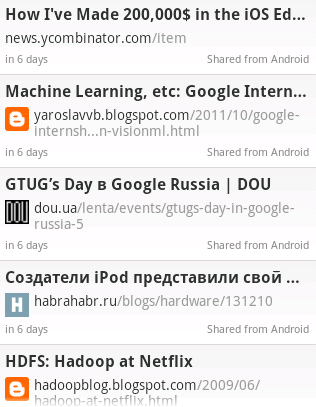 How I've Made 200,000$ in the iOS Ed...
news.ycombinator.com/item
in 6 days Shared from Android
Machine Learning, etc: Google Intern...
yaroslavvb.blogspot.com/2011/10/google-
internsh...n-visionml.html
in 6 days Shared from Android
GTUG’s Day в Google Russia | DOU
DOU
dou.ua/lenta/events/gtugs-day-in-google-
russia-5
in 6 days Shared from Android
Создатели iPod представили свой ...
H
habrahabr.ru/blogs/hardware/131210
in 6 days Shared from Android
HDFS: Hadoop at Netflix
hadoopblog.blogspot.com/2009/06/
hadoop-at-netflix.html